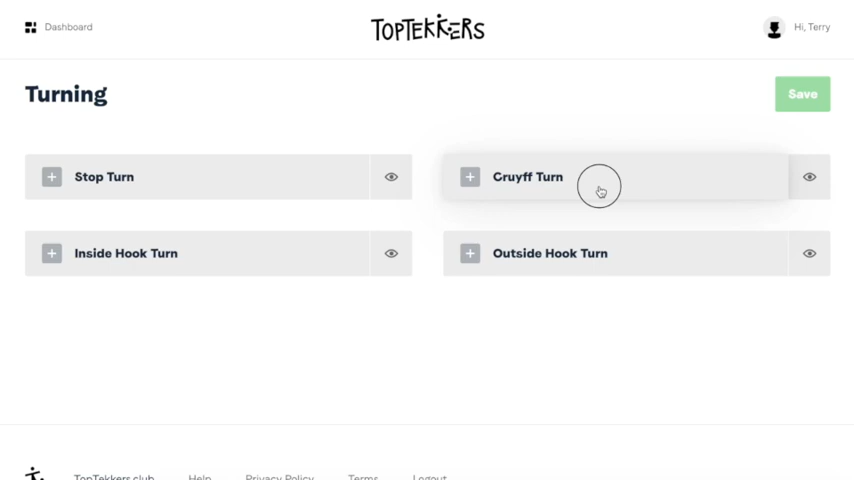 Dashboard
TOPTEKKERS
Hi, Terry
Turning
Save
Stop Turn
Cruyff Turn
Inside Hook Turn
Outside Hook Turn
TopTekkers.club Help Privacy Policy Terms Logout